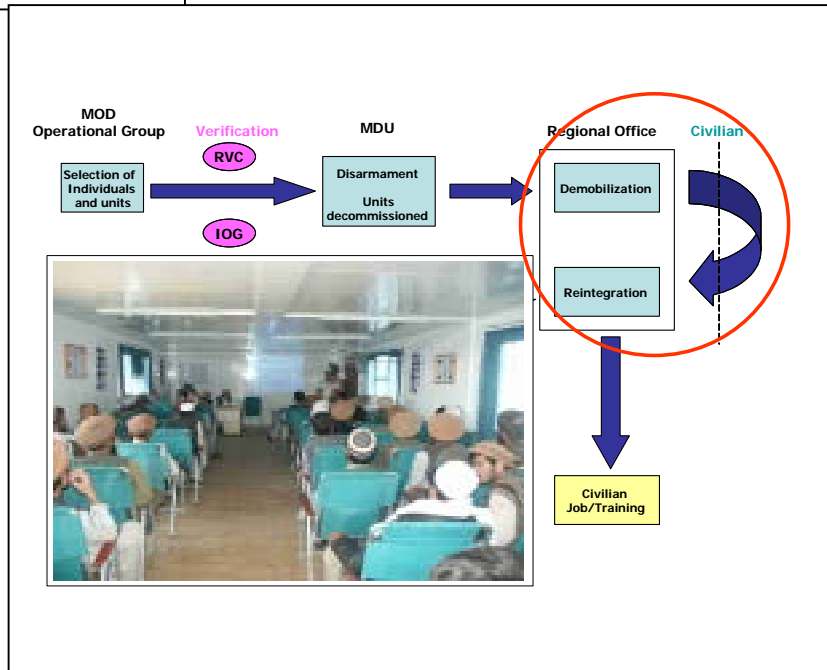 MOD
Operational Group
Verification
MDU
Regional Office
Civilian
RVC
Selection of
Individuals
and units
Disarmament
Units
decommissioned
Demobilization
IOG
Reintegration
Civilian
Job/Training